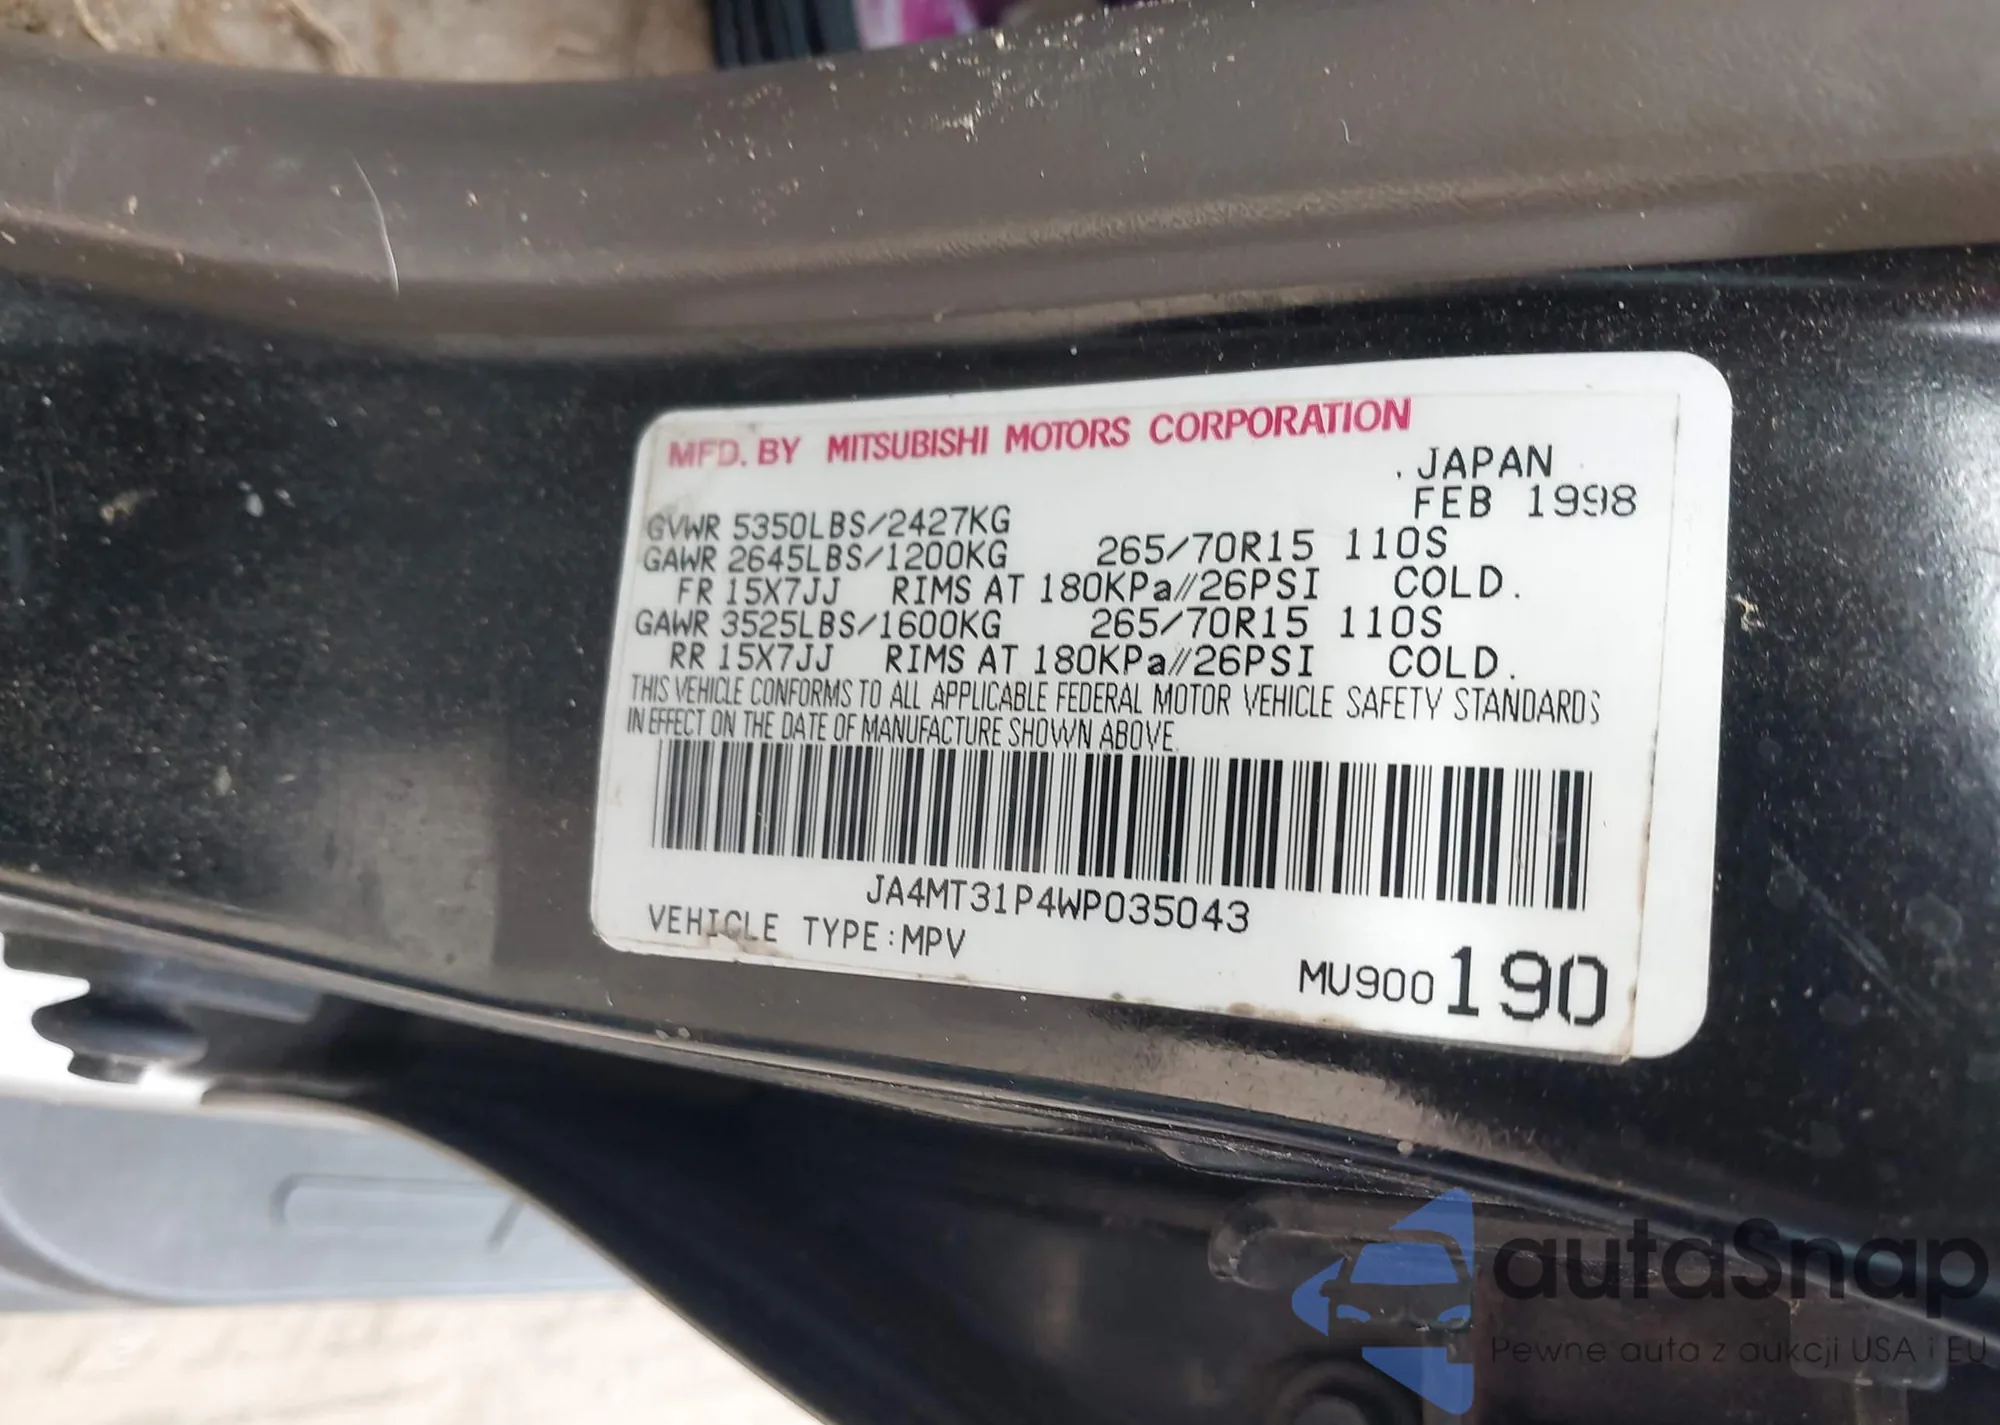 MFD. BY MITSUBISHI MOTORS CORPORATION
. JAPAN
FEB 1998
GVWR 5350LBS/2427KG
GAWR 2645LBS/1200KG 265/70R15 110S
FR 15X7JJ RIMS AT 180KPa//26PSI COLD.
GAWR 3525LBS/1600KG 265/70R15 110S
RR 15X7JJ RIMS AT 180KPa//26PSI COLD.
THIS VEHICLE CONFORMS TO ALL APPLICABLE FEDERAL MOTOR VEHICLE SAFETY STANDARDS
IN EFFECT ON THE DATE OF MANUFACTURE SHOWN ABOVE.
JA4MT31P4WP035043
VEHICLE TYPE:MPV
MU900190
autaSnap
Pewne auta z aukcji USA i EU